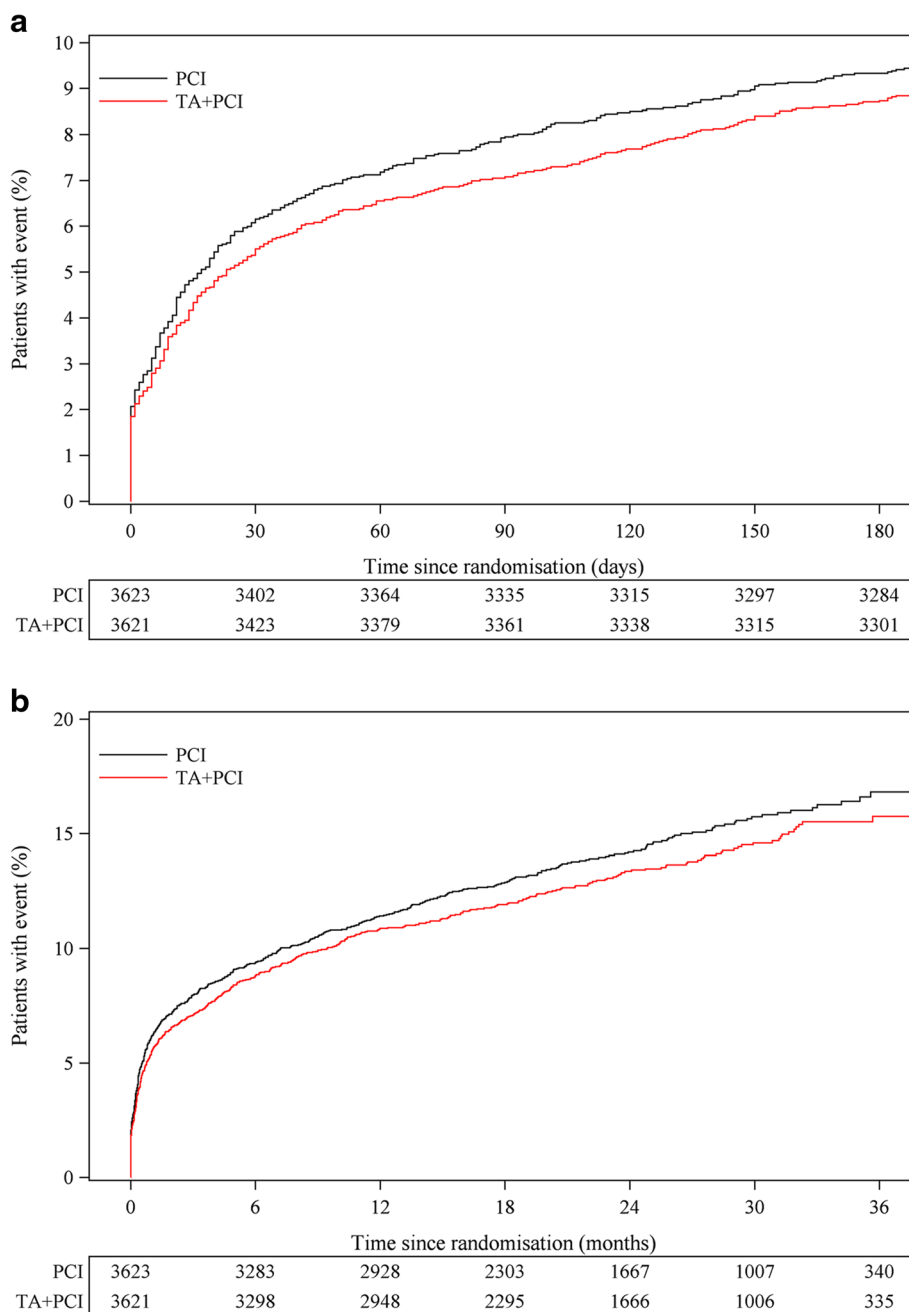 a
10
9
8
7
6
5
4
3
2
1
0
Patients with event (%)
PCI
TA+PCI
0 30 60 90 120 150 180
Time since randomisation (days)
PCI 3623 3402 3364 3335 3315 3297 3284
TA+PCI 3621 3423 3379 3361 3338 3315 3301
b
20
15
10
5
0
Patients with event (%)
PCI
TA+PCI
0 6 12 18 24 30 36
Time since randomisation (months)
PCI 3623 3283 2928 2303 1667 1007 340
TA+PCI 3621 3298 2948 2295 1666 1006 335